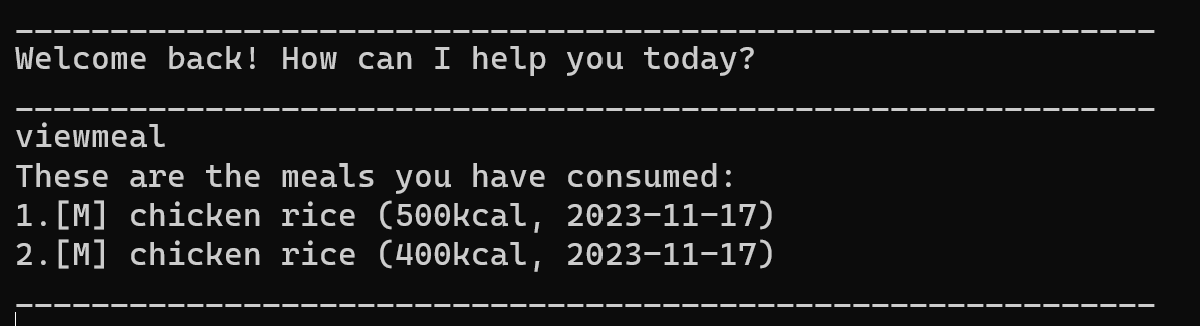 ____________________________________________________________
Welcome back! How can I help you today?
____________________________________________________________
viewmeal
These are the meals you have consumed:
1.[M] chicken rice (500kcal, 2023-11-17)
2.[M] chicken rice (400kcal, 2023-11-17)
____________________________________________________________